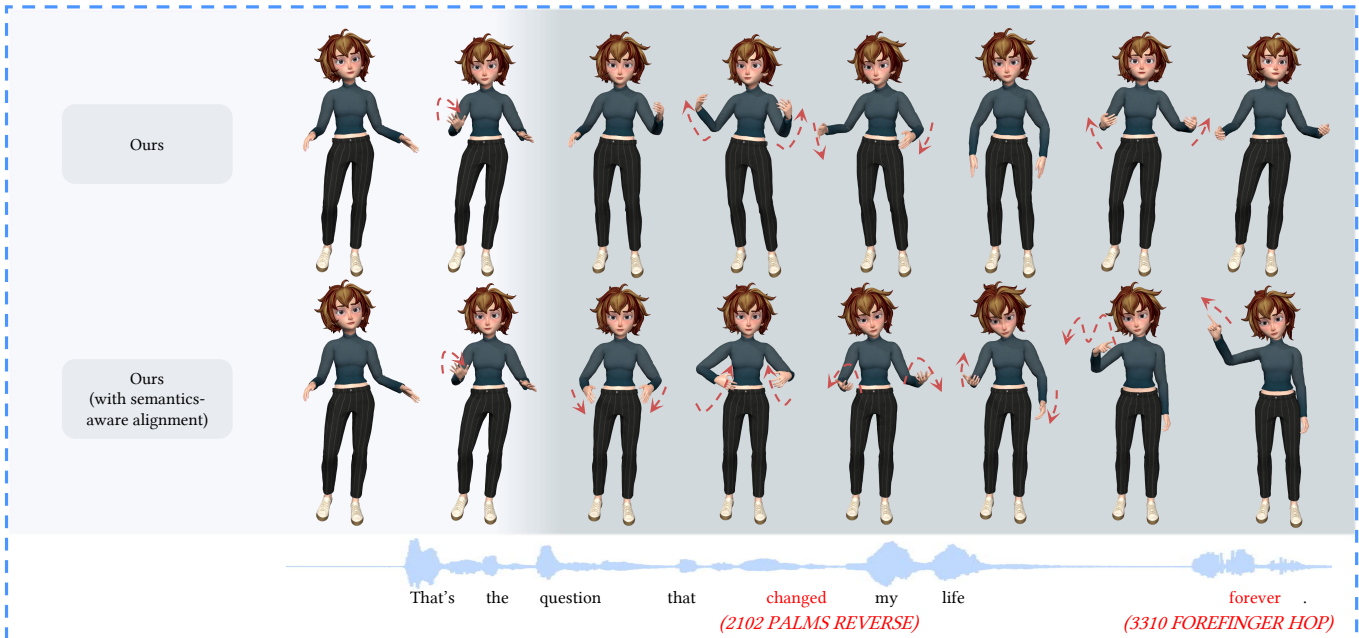 Ours
Ours
(with semantics-
aware alignment)
That's the question that changed my life forever .
(2102 PALMS REVERSE) (3310 FOREFINGER HOP)